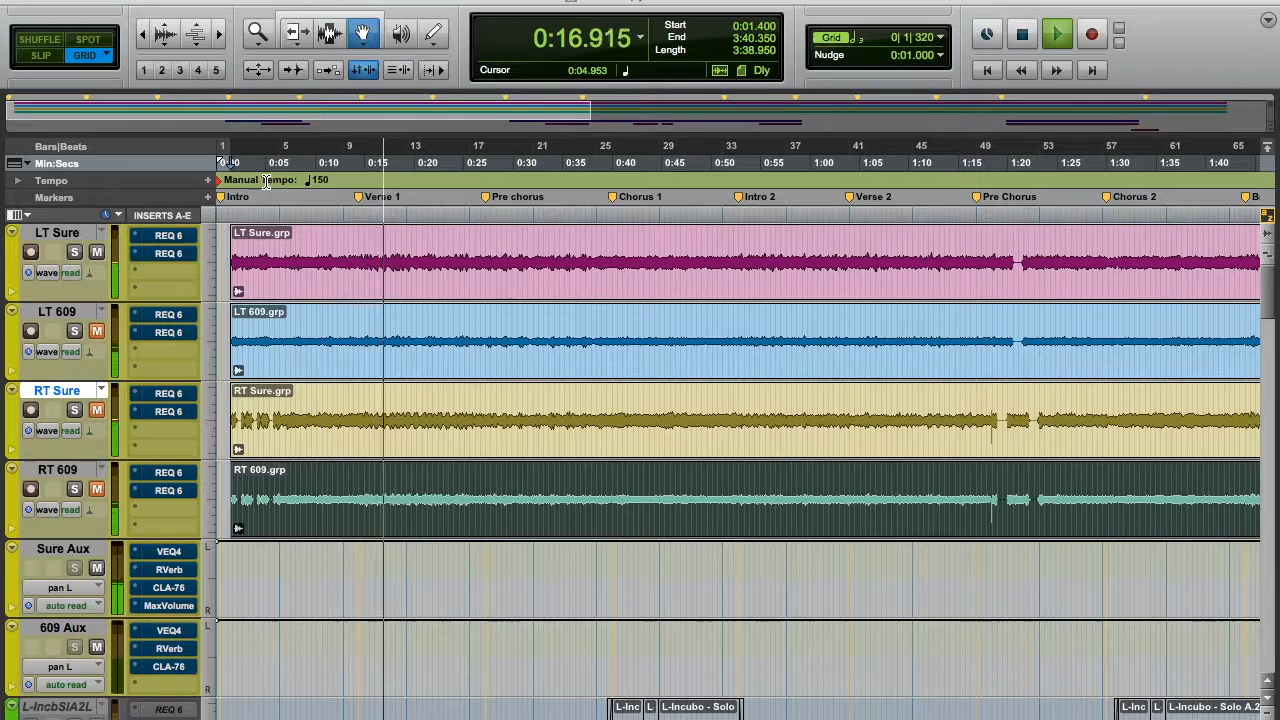 SHUFFLE SPOT
SLIP GRID
1 2 3 4 5
0:16.915
Start 0:01.400
End 3:40.350
Length 3:38.950
Cursor 0:04.953
Dly
Grid 0| 1| 320
Nudge 0:01.000
Bars|Beats 1 5 9 13 17 21 25 29 33 37 41 45 49 53 57 61 65
Min:Secs 0:00 0:05 0:10 0:15 0:20 0:25 0:30 0:35 0:40 0:45 0:50 0:55 1:00 1:05 1:10 1:15 1:20 1:25 1:30 1:35 1:40
Tempo + Manual Tempo: 150
Markers + Intro Verse 1 Pre chorus Chorus 1 Intro 2 Verse 2 Pre Chorus Chorus 2 B
INSERTS A-E
a z
LT Sure
S M
wave read
REQ 6
REQ 6
LT Sure.grp
LT 609
S M
wave read
REQ 6
REQ 6
LT 609.grp
RT Sure
S M
wave read
REQ 6
REQ 6
RT Sure.grp
RT 609
S M
wave read
REQ 6
REQ 6
RT 609.grp
Sure Aux
S M
pan L
auto read
VEQ4
RVerb
CLA-76
MaxVolume
L
R
609 Aux
S M
pan L
auto read
VEQ4
RVerb
CLA-76
L
R
L-IncbSIA2L
REQ 6
L-Inc L L-Incubo - Solo L-Inc L L-Incubo - Solo A.2